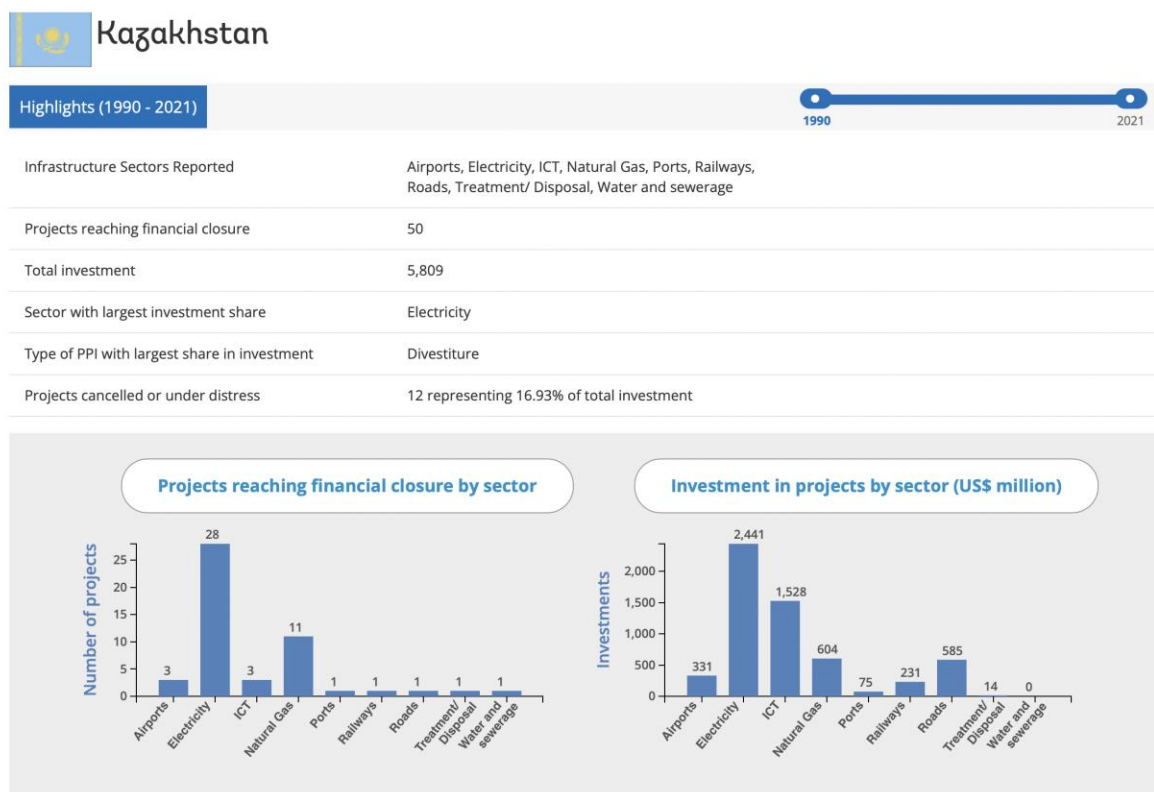 Kazakhstan
Highlights (1990 - 2021)
1990
2021
Infrastructure Sectors Reported
Airports, Electricity, ICT, Natural Gas, Ports, Railways,
Roads, Treatment/ Disposal, Water and sewerage
Projects reaching financial closure
50
Total investment
5,809
Sector with largest investment share
Electricity
Type of PPI with largest share in investment
Divestiture
Projects cancelled or under distress
12 representing 16.93% of total investment
Projects reaching financial closure by sector
Number of projects
25
20
15
10
5
0
3
28
3
11
1
1
1
1
1
Airports
Electricity
ICT
Natural Gas
Ports
Railways
Roads
Treatment/
Disposal
Water and
sewerage
Investment in projects by sector (US$ million)
Investments
2,000
1,500
1,000
500
0
331
2,441
1,528
604
75
231
585
14
0
Airports
Electricity
ICT
Natural Gas
Ports
Railways
Roads
Treatment/
Disposal
Water and
sewerage